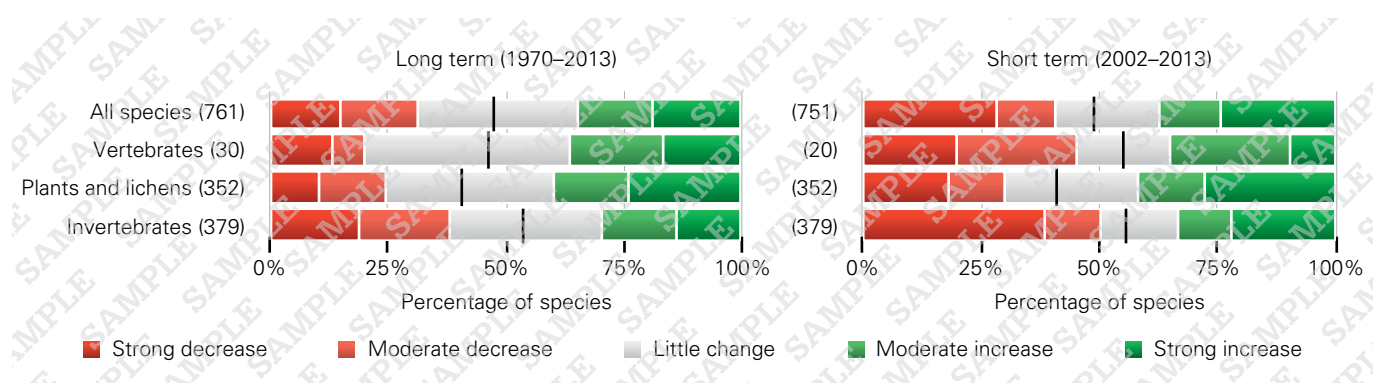 Long term (1970–2013)
Short term (2002–2013)
All species (761)
(751)
Vertebrates (30)
(20)
Plants and lichens (352)
(352)
Invertebrates (379)
(379)
0% 25% 50% 75% 100%
0% 25% 50% 75% 100%
Percentage of species
Percentage of species
Strong decrease Moderate decrease Little change Moderate increase Strong increase
SAMPLE